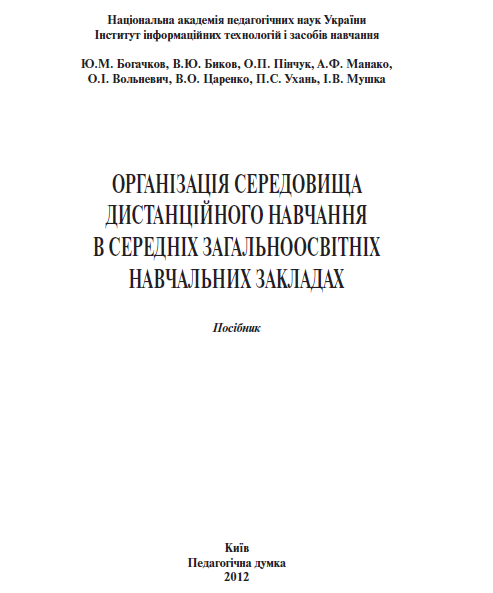 Національна академія педагогічних наук України
Інститут інформаційних технологій і засобів навчання
Ю.М. Богачков, В.Ю. Биков, О.П. Пінчук, А.Ф. Манако,
О.І. Вольневич, В.О. Царенко, П.С. Ухань, І.В. Мушка
ОРГАНІЗАЦІЯ СЕРЕДОВИЩА
ДИСТАНЦІЙНОГО НАВЧАННЯ
В СЕРЕДНІХ ЗАГАЛЬНООСВІТНІХ
НАВЧАЛЬНИХ ЗАКЛАДАХ
Посібник
Київ
Педагогічна думка
2012